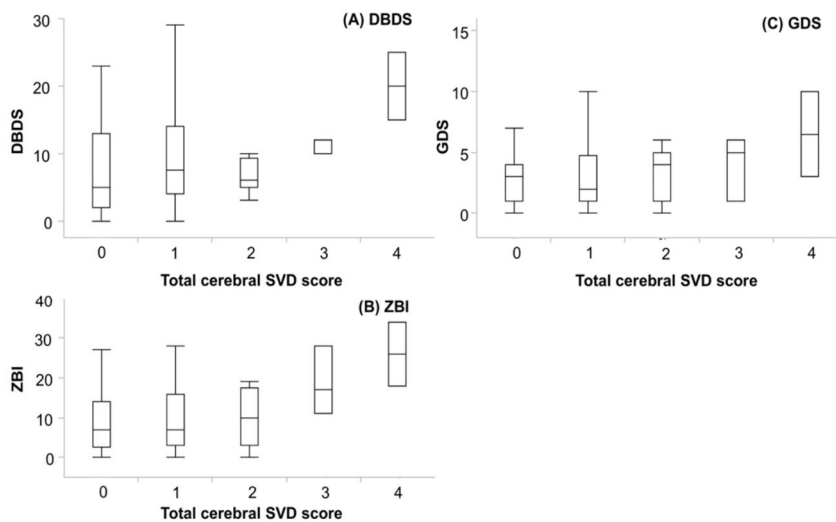 (A) DBDS
DBDS
30
20
10
0
0 1 2 3 4
Total cerebral SVD score
(C) GDS
GDS
15
10
5
0
0 1 2 3 4
Total cerebral SVD score
(B) ZBI
ZBI
40
30
20
10
0
0 1 2 3 4
Total cerebral SVD score